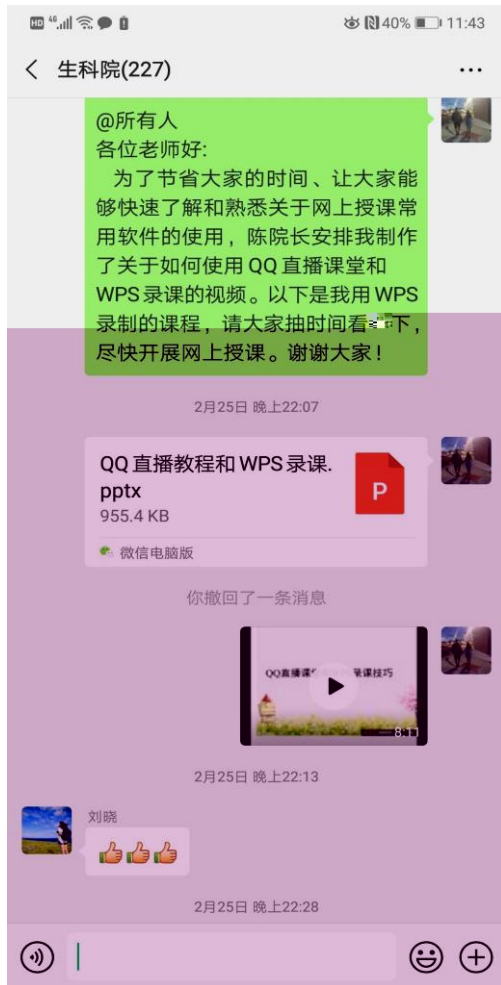 HD 46 40% 11:43
生科院(227)
@所有人
各位老师好:
为了节省大家的时间、让大家能
够快速了解和熟悉关于网上授课常
用软件的使用，陈院长安排我制作
了关于如何使用QQ直播课堂和
WPS录课的视频。以下是我用WPS
录制的课程，请大家抽时间看下，
尽快开展网上授课。谢谢大家！
2月25日 晚上22:07
QQ直播教程和WPS录课.
pptx
P
955.4 KB
微信电脑版
你撤回了一条消息
QQ直播课 录课技巧
8:11
2月25日 晚上22:13
刘晓
2月25日 晚上22:28